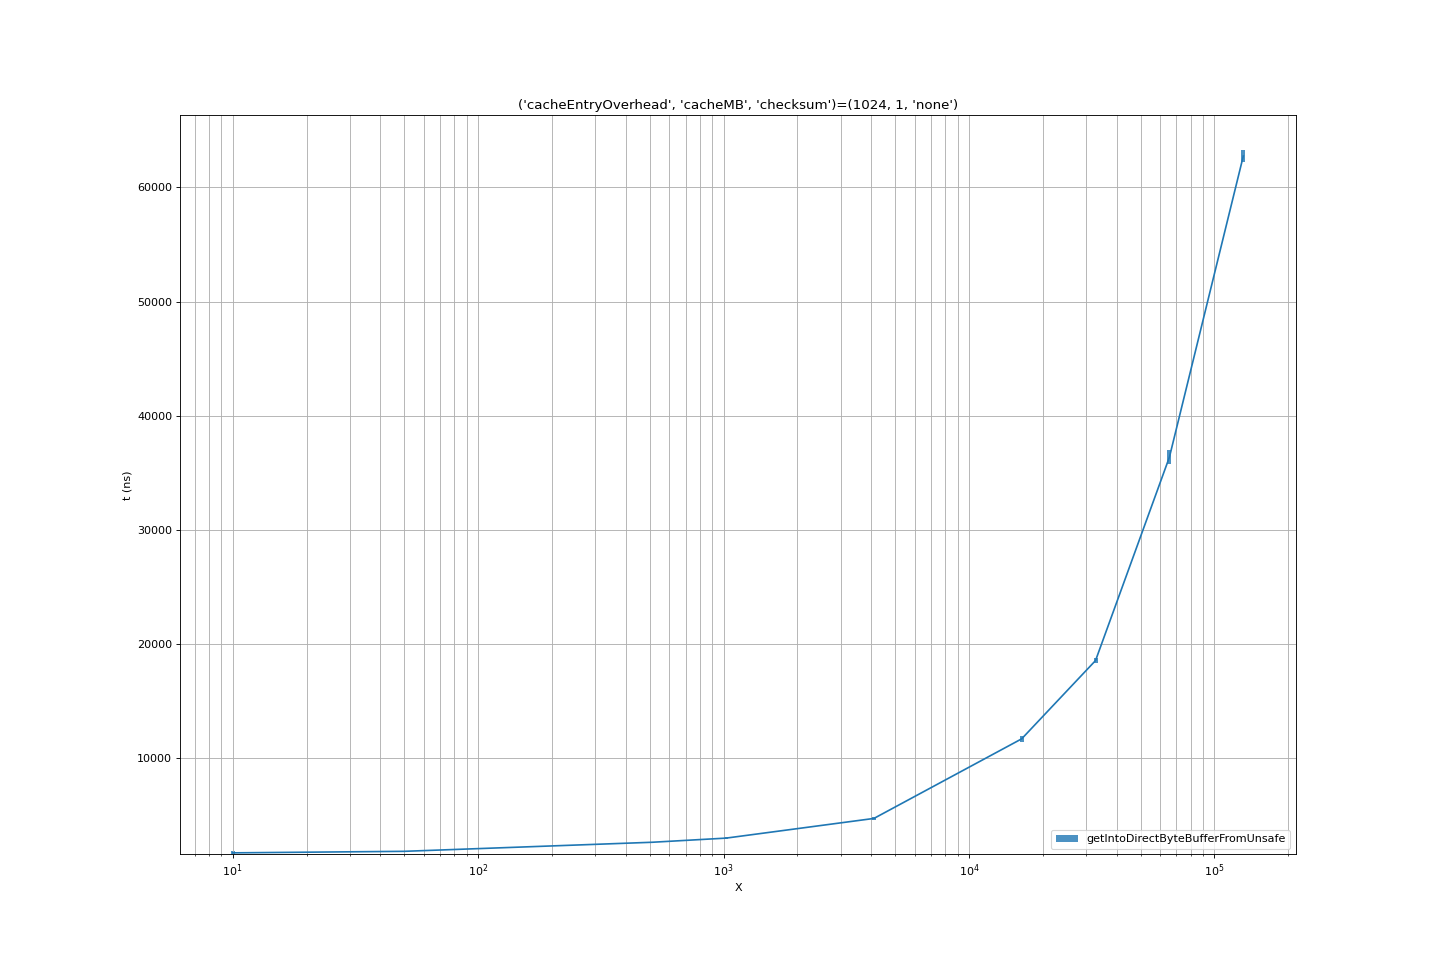 ('cacheEntryOverhead', 'cacheMB', 'checksum')=(1024, 1, 'none')
60000
50000
40000
30000
20000
10000
t (ns)
getIntoDirectByteBufferFromUnsafe
10¹ 10² 10³ 10⁴ 10⁵
X